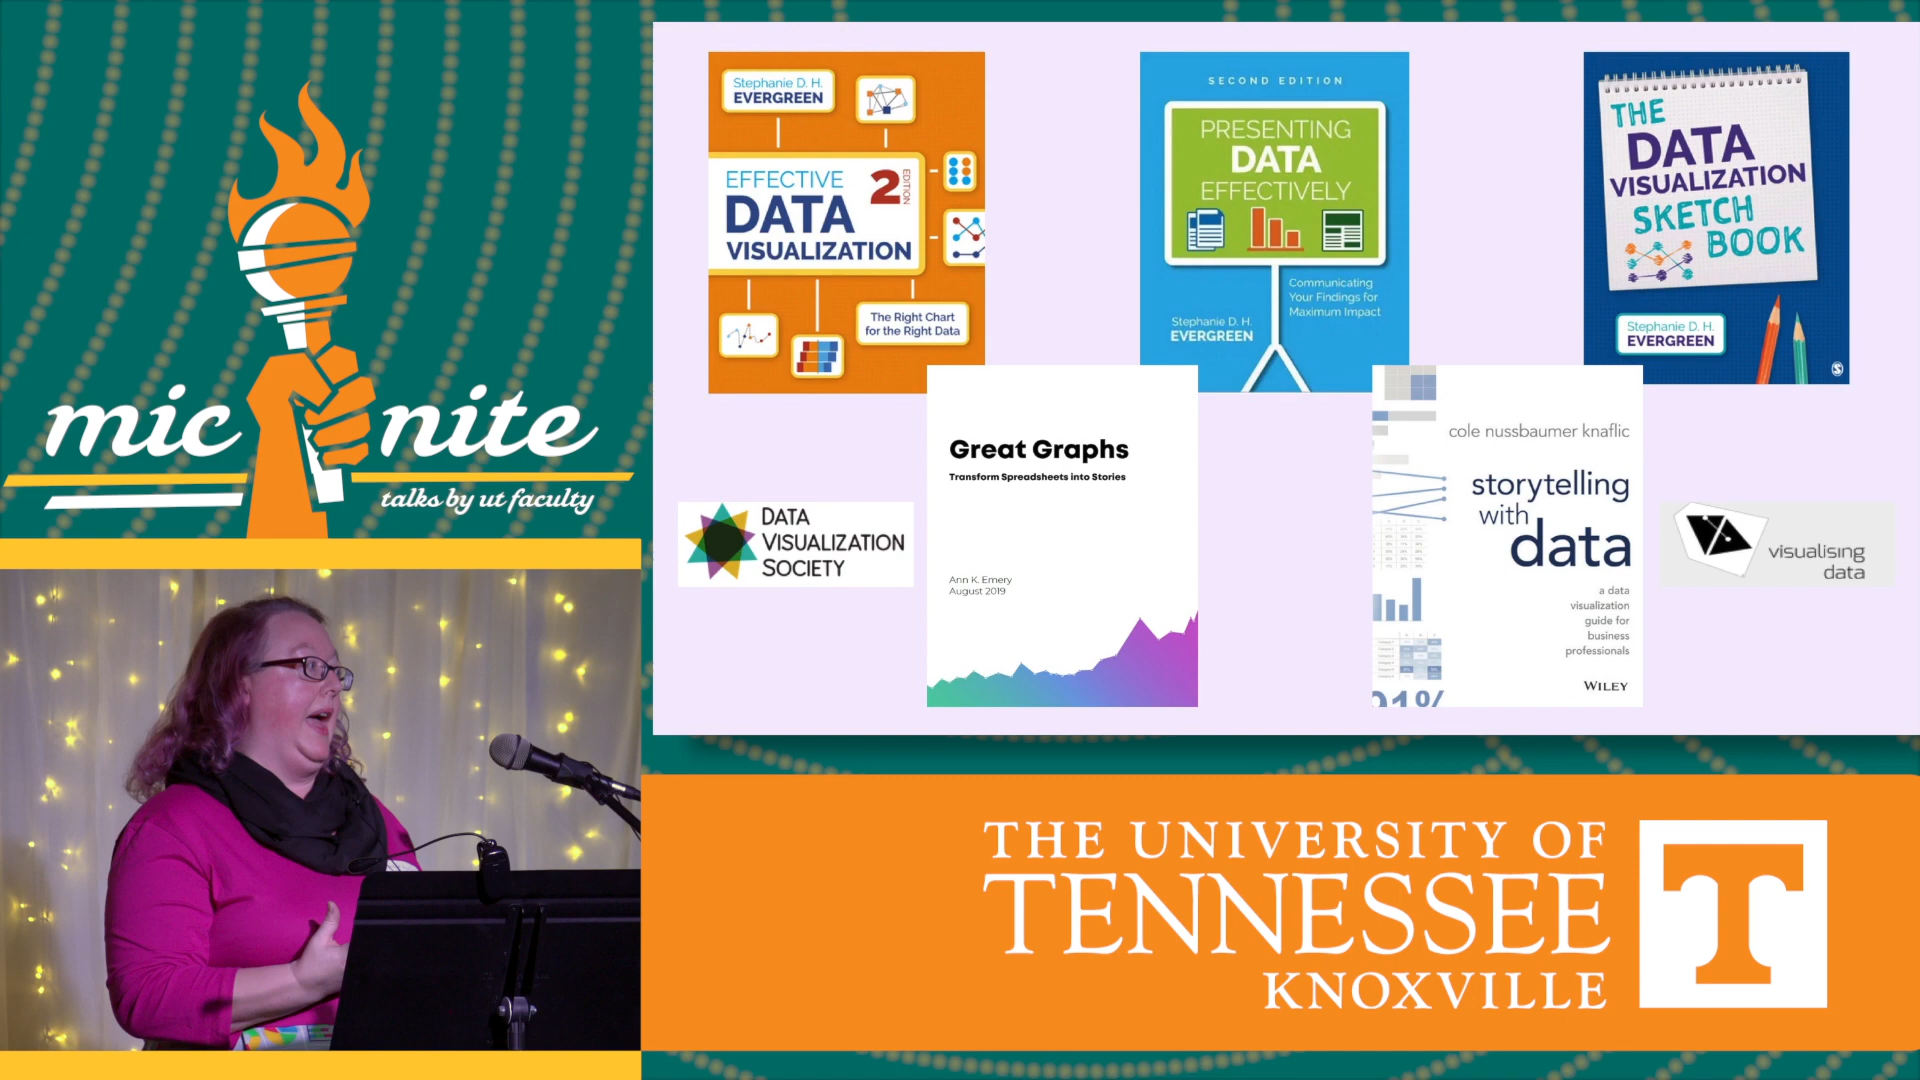 mic nite
talks by ut faculty
Stephanie D. H.
EVERGREEN
EFFECTIVE
DATA
VISUALIZATION
2
EDITION
The Right Chart
for the Right Data
SECOND EDITION
PRESENTING
DATA
EFFECTIVELY
Communicating
Your Findings for
Maximum Impact
Stephanie D. H.
EVERGREEN
THE
DATA
VISUALIZATION
SKETCH
BOOK
Stephanie D. H.
EVERGREEN
S
DATA
VISUALIZATION
SOCIETY
Great Graphs
Transform Spreadsheets into Stories
Ann K. Emery
August 2019
cole nussbaumer knaflic
storytelling
with
data
a data
visualization
guide for
business
professionals
WILEY
91%
visualising
data
THE UNIVERSITY OF
TENNESSEE
KNOXVILLE
T